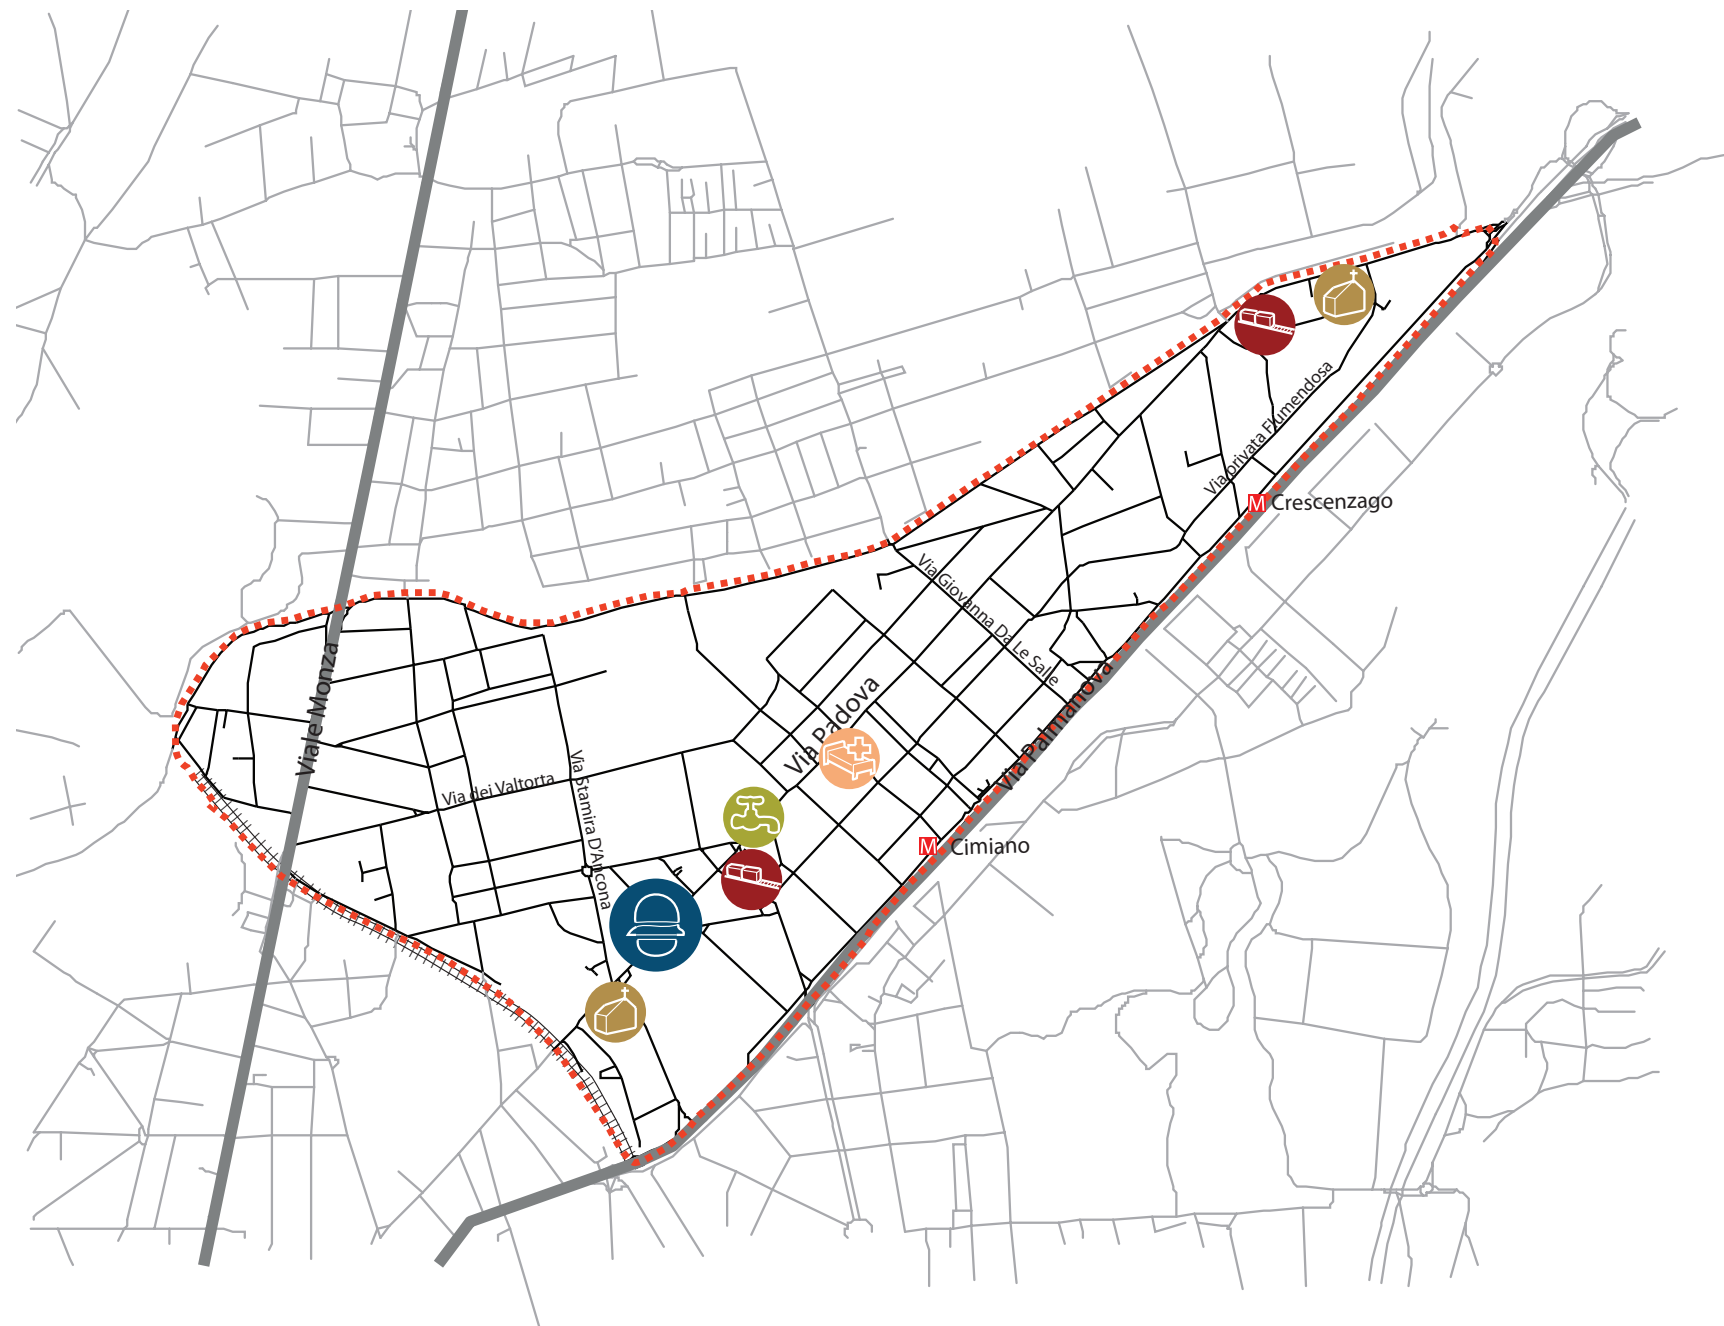 Via privata Flumendosa
M Crescenzago
Via Giovanna Da Le Salle
Viale Monza
Via Padova
Via Palmanova
Via dei Valtorta
Via Stamira D'Ancona
M Cimiano